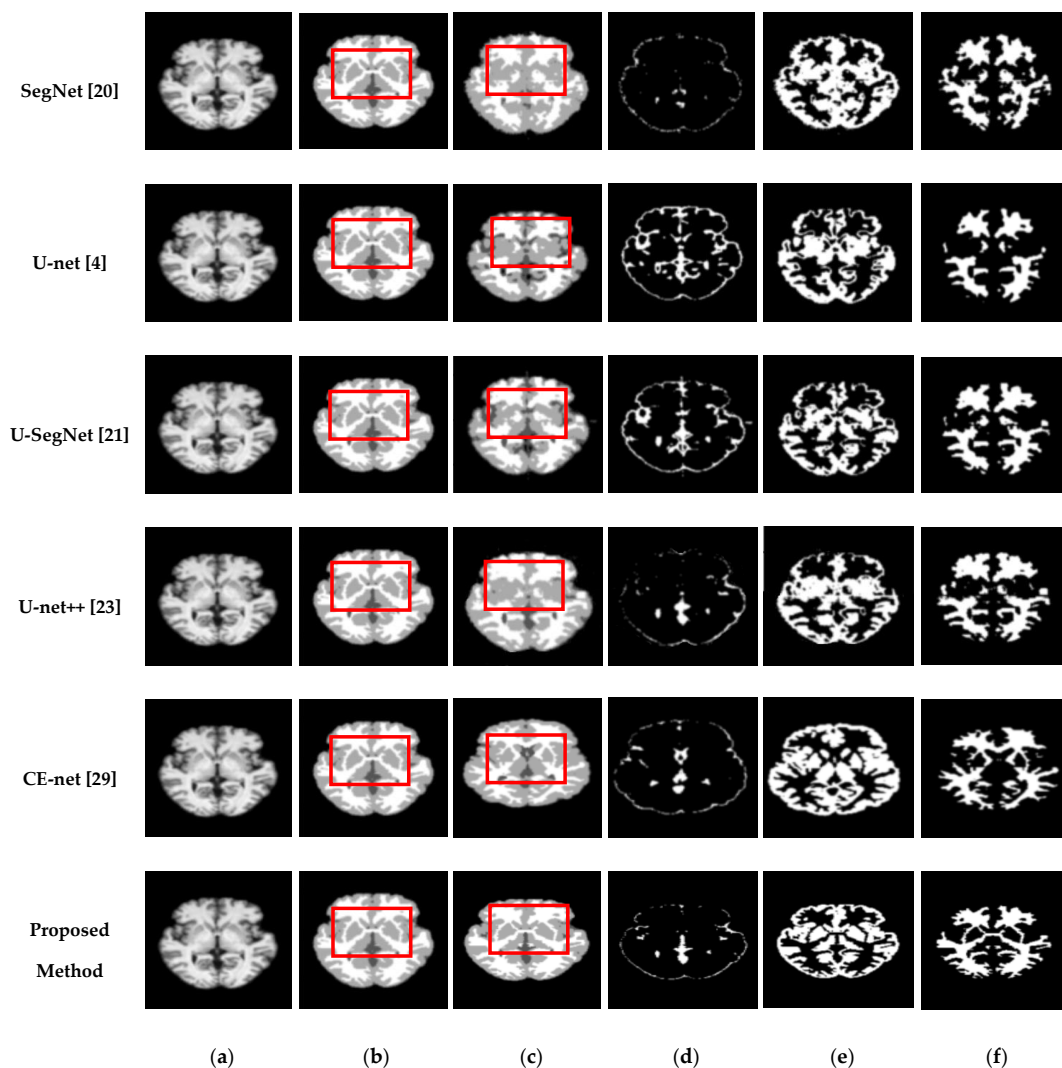 SegNet [20]
U-net [4]
U-SegNet [21]
U-net++ [23]
CE-net [29]
Proposed
Method
(a) (b) (c) (d) (e) (f)